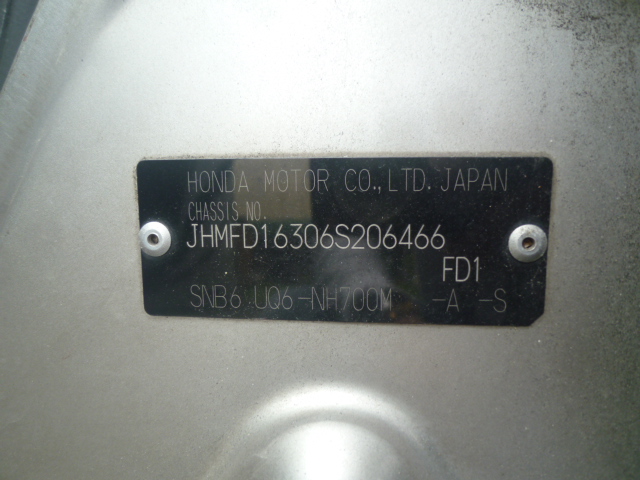 HONDA MOTOR CO.,LTD. JAPAN
CHASSIS NO.
JHMFD16306S206466
FD1
SNB6 UQ6-NH700M -A -S